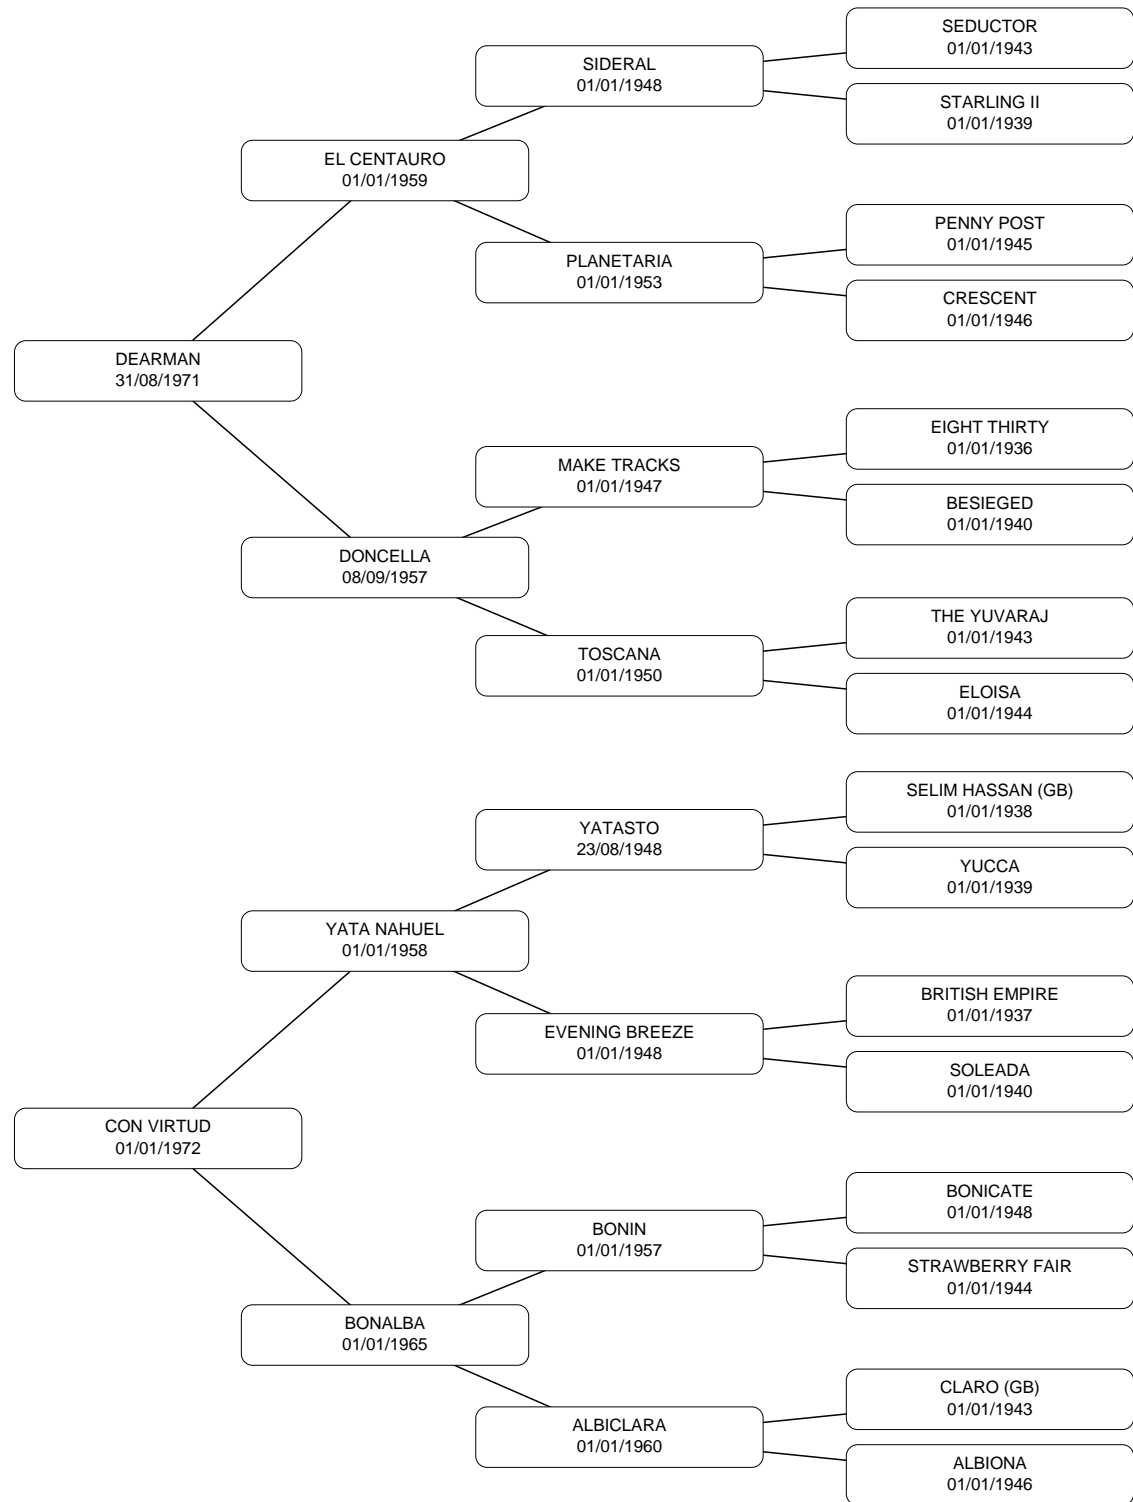 SEDUCTOR
01/01/1943
SIDERAL
01/01/1948
STARLING II
01/01/1939
EL CENTAURO
01/01/1959
PENNY POST
01/01/1945
PLANETARIA
01/01/1953
CRESCENT
01/01/1946
DEARMAN
31/08/1971
EIGHT THIRTY
01/01/1936
MAKE TRACKS
01/01/1947
BESIEGED
01/01/1940
DONCELLA
08/09/1957
THE YUVARAJ
01/01/1943
TOSCANA
01/01/1950
ELOISA
01/01/1944
SELIM HASSAN (GB)
01/01/1938
YATASTO
23/08/1948
YUCCA
01/01/1939
YATA NAHUEL
01/01/1958
BRITISH EMPIRE
01/01/1937
EVENING BREEZE
01/01/1948
SOLEADA
01/01/1940
CON VIRTUD
01/01/1972
BONICATE
01/01/1948
BONIN
01/01/1957
STRAWBERRY FAIR
01/01/1944
BONALBA
01/01/1965
CLARO (GB)
01/01/1943
ALBICLARA
01/01/1960
ALBIONA
01/01/1946